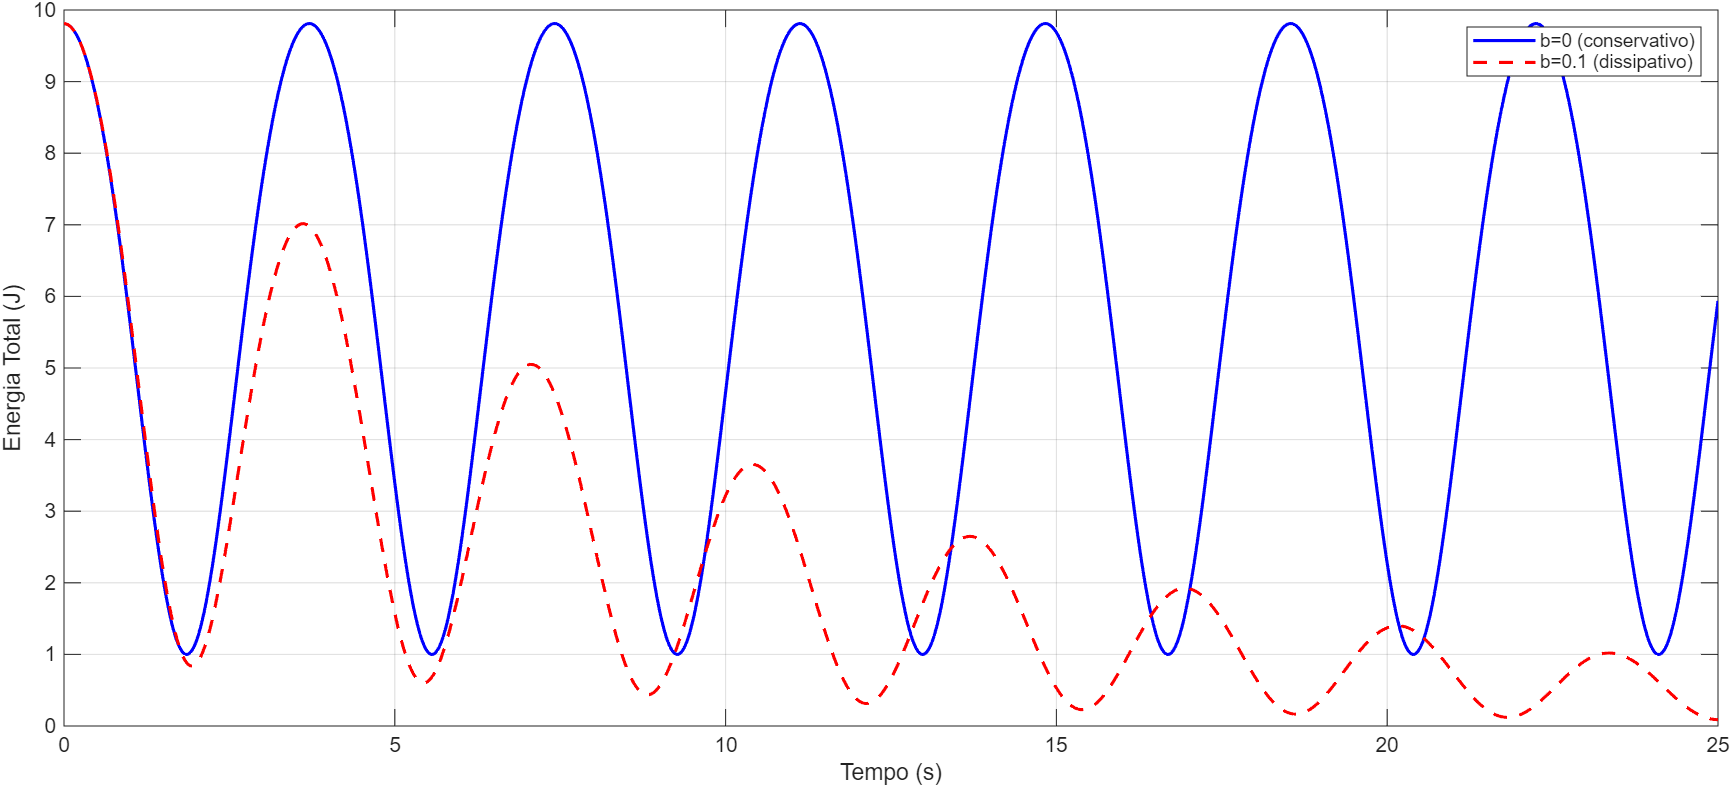 10
9
8
7
6
5
4
3
2
1
0
Energia Total (J)
b=0 (conservativo)
b=0.1 (dissipativo)
0 5 10 15 20 25
Tempo (s)